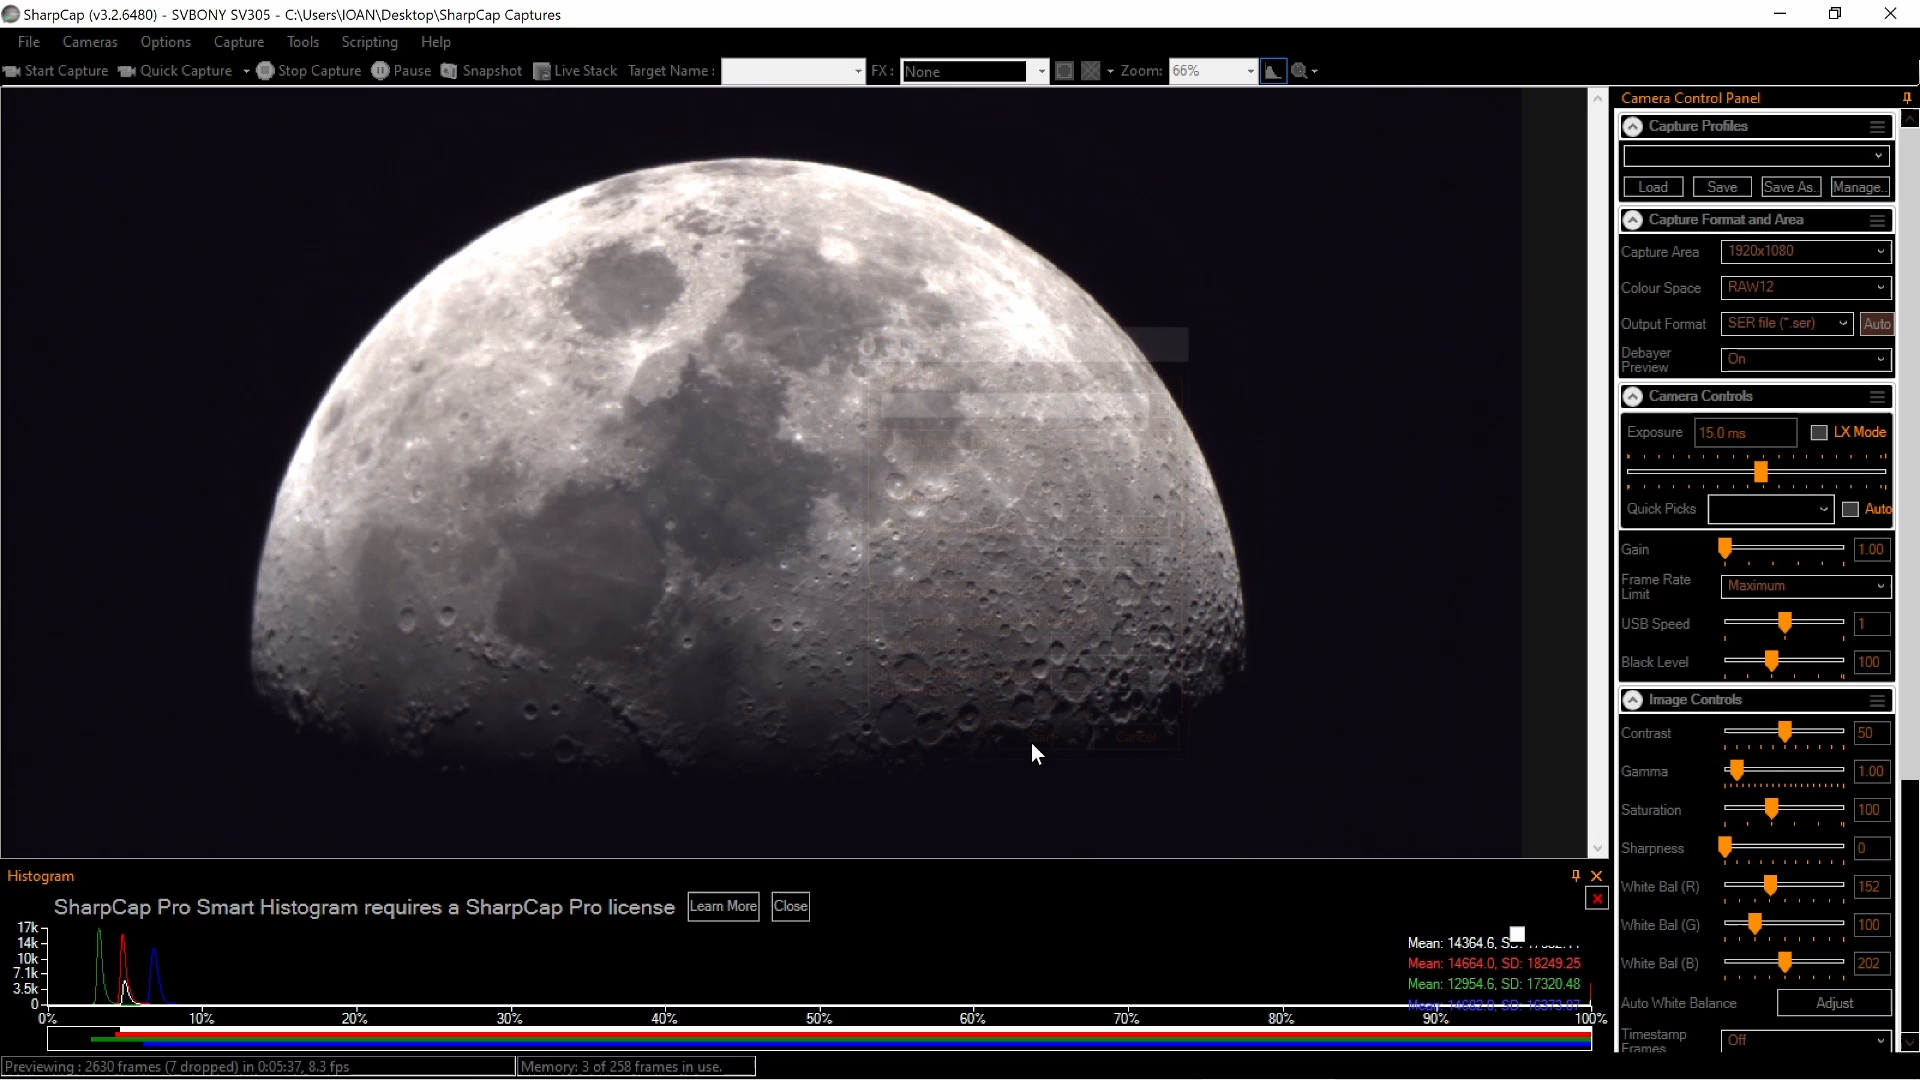 SharpCap (v3.2.6480) - SVBONY SV305 - C:\Users\IOAN\Desktop\SharpCap Captures
File Cameras Options Capture Tools Scripting Help
Start Capture Quick Capture Stop Capture Pause Snapshot Live Stack Target Name : FX : None Zoom: 66%
Camera Control Panel
Capture Profiles
Load Save Save As.. Manage..
Capture Format and Area
Capture Area 1920x1080
Colour Space RAW12
Output Format SER file (*.ser) Auto
Debayer Preview On
Camera Controls
Exposure 15.0 ms LX Mode
Quick Picks Auto
Gain 1.00
Frame Rate Limit Maximum
USB Speed 1
Black Level 100
Image Controls
Contrast 50
Gamma 1.00
Saturation 100
Sharpness 0
White Bal (R) 152
White Bal (G) 100
White Bal (B) 202
Auto White Balance Adjust
Timestamp Frames Off
Cancel
Histogram
SharpCap Pro Smart Histogram requires a SharpCap Pro license Learn More Close
17k
14k
10k
7.1k
3.5k
0
Mean: 14364.6, SD:
Mean: 14664.0, SD: 18249.25
Mean: 12954.6, SD: 17320.48
0% 10% 20% 30% 40% 50% 60% 70% 80% 90% 100%
Previewing : 2630 frames (7 dropped) in 0:05:37, 8.3 fps
Memory: 3 of 258 frames in use.